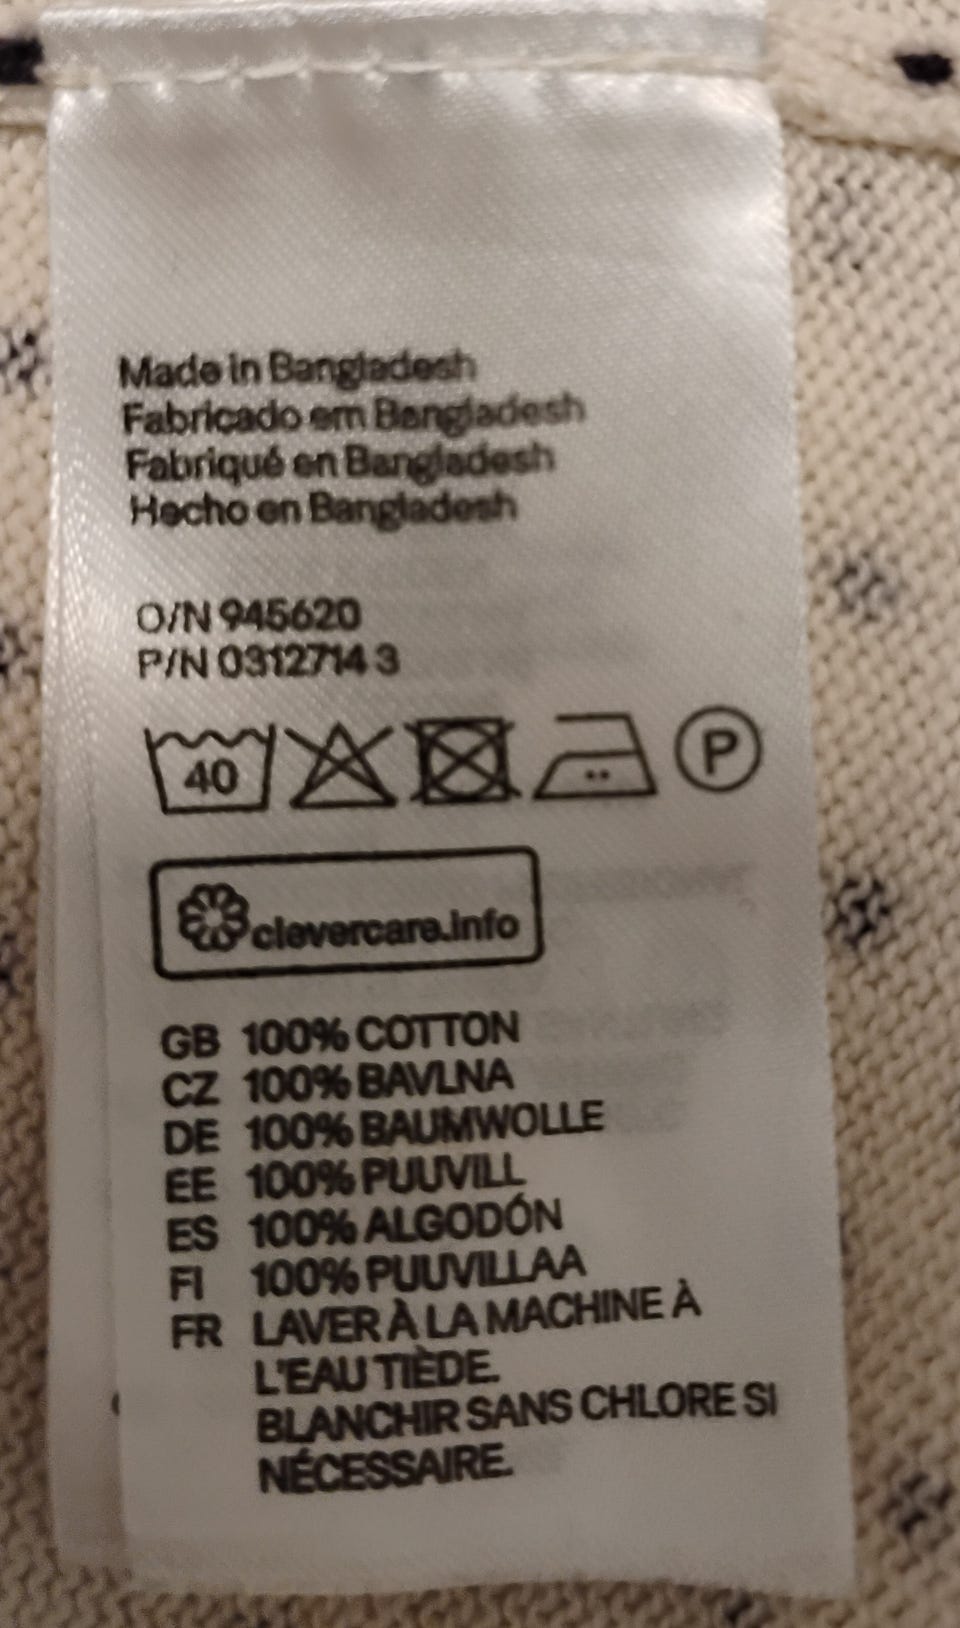 Made in Bangladesh
Fabricado em Bangladesh
Fabriqué en Bangladesh
Hecho en Bangladesh
O/N 945620
P/N 0312714 3
40
P
clevercare.info
GB 100% COTTON
CZ 100% BAVLNA
DE 100% BAUMWOLLE
EE 100% PUUVILL
ES 100% ALGODÓN
FI 100% PUUVILLAA
FR LAVER À LA MACHINE À
L'EAU TIÈDE.
BLANCHIR SANS CHLORE SI
NÉCESSAIRE.